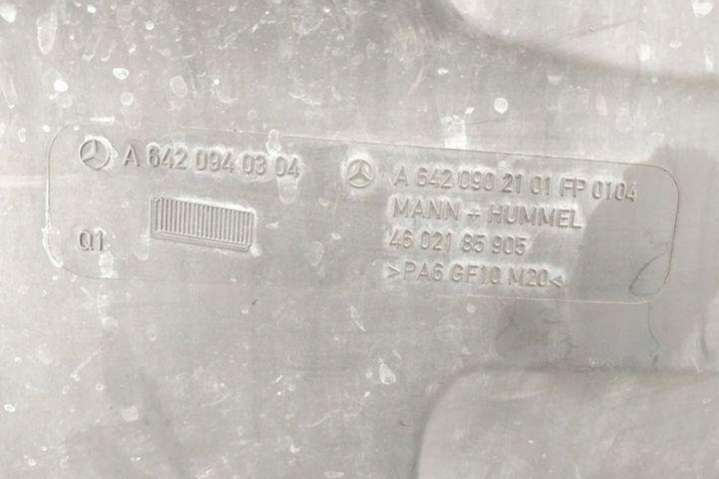 A 642 094 03 04
Q1
A 642 090 21 01 FP 0104
MANN + HUMMEL
46 021 85 905
>PA6 GF10 M20<